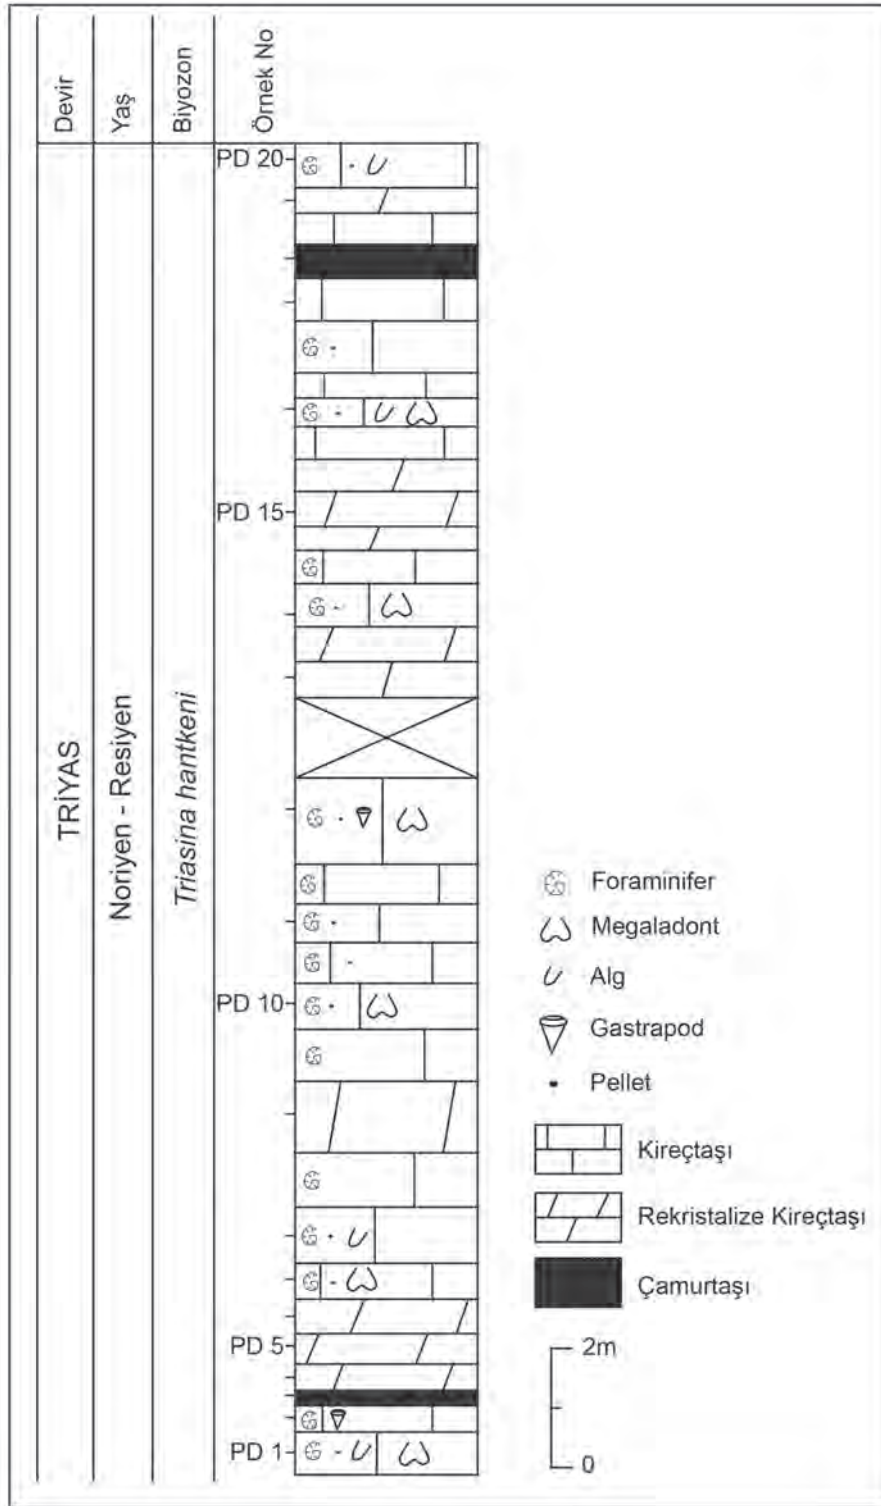 Devir
Yaş
Biyozon
Örnek No
TRİYAS
Noriyen - Resiyen
Triasina hantkeni
PD 20
PD 15
PD 10
PD 5
PD 1
Foraminifer
Megaladont
Alg
Gastrapod
Pellet
Kireçtaşı
Rekristalize Kireçtaşı
Çamurtaşı
2m
0